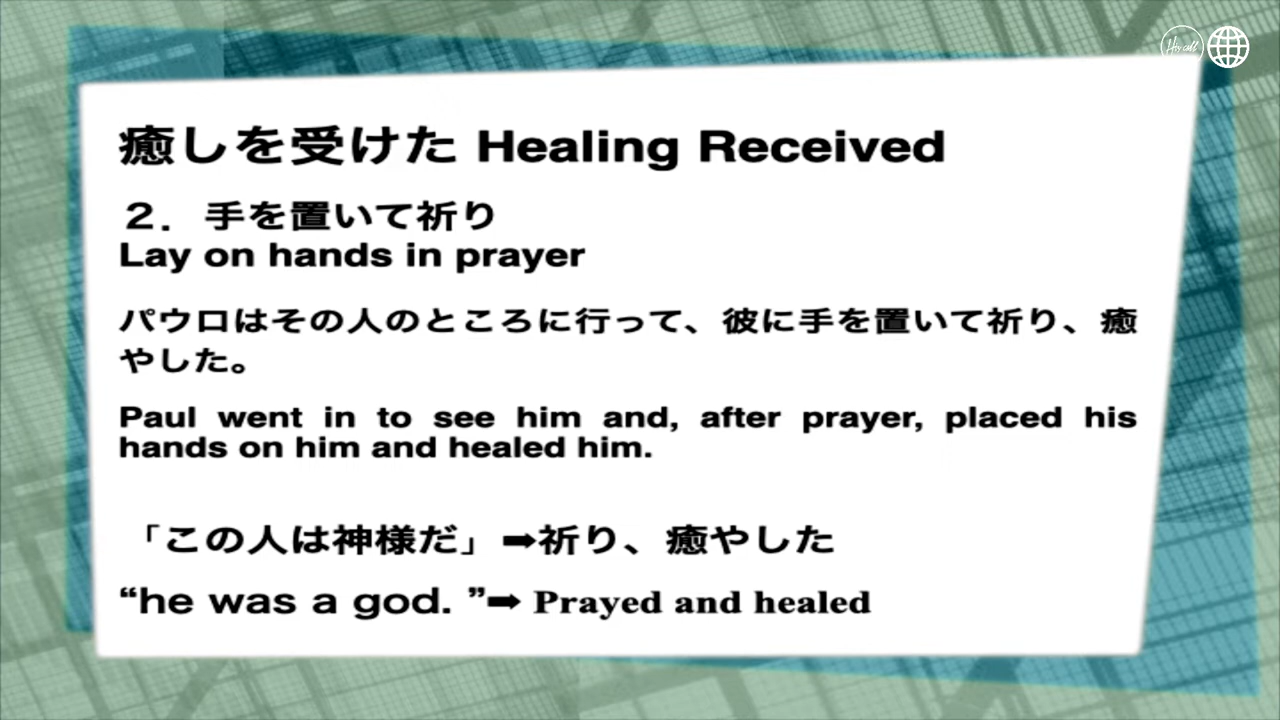 His call
癒しを受けた Healing Received
２．手を置いて祈り
Lay on hands in prayer
パウロはその人のところに行って、彼に手を置いて祈り、癒
やした。
Paul went in to see him and, after prayer, placed his
hands on him and healed him.
「この人は神様だ」➡祈り、癒やした
“he was a god. ”➡ Prayed and healed